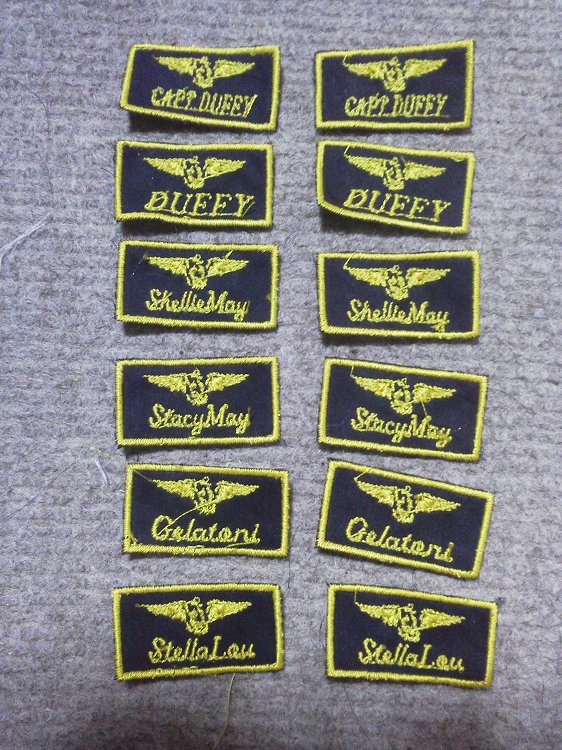 CAPT. DUFFY
CAPT. DUFFY
DUFFY
DUFFY
ShellieMay
ShellieMay
StacyMay
StacyMay
Gelatoni
Gelatoni
StellaLou
StellaLou